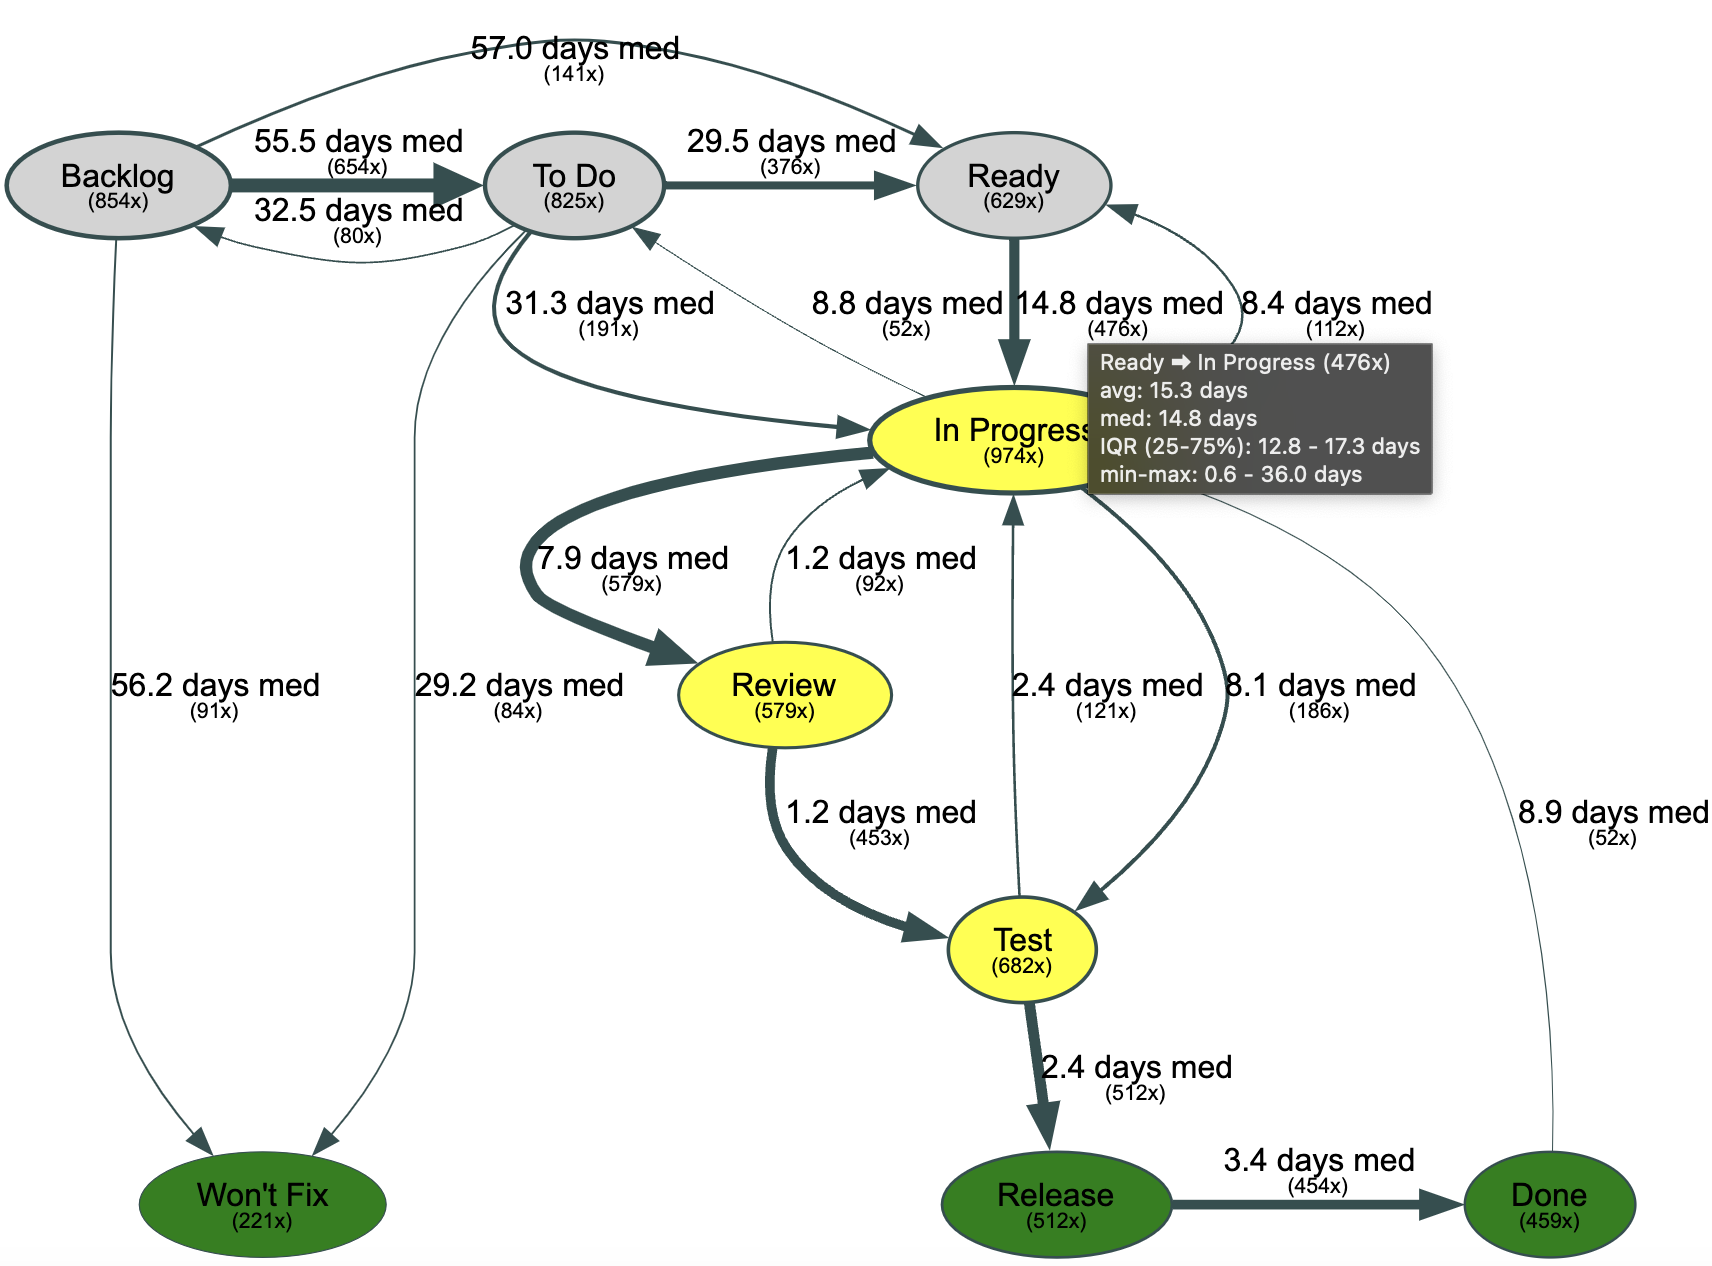 57.0 days med
(141x)
55.5 days med
(654x)
29.5 days med
(376x)
Backlog
(854x)
To Do
(825x)
Ready
(629x)
32.5 days med
(80x)
31.3 days med
(191x)
8.8 days med
(52x)
14.8 days med
(476x)
8.4 days med
(112x)
Ready ➡ In Progress (476x)
avg: 15.3 days
med: 14.8 days
IQR (25-75%): 12.8 - 17.3 days
min-max: 0.6 - 36.0 days
In Progress
(974x)
7.9 days med
(579x)
1.2 days med
(92x)
56.2 days med
(91x)
29.2 days med
(84x)
Review
(579x)
2.4 days med
(121x)
8.1 days med
(186x)
1.2 days med
(453x)
8.9 days med
(52x)
Test
(682x)
2.4 days med
(512x)
3.4 days med
(454x)
Won't Fix
(221x)
Release
(512x)
Done
(459x)